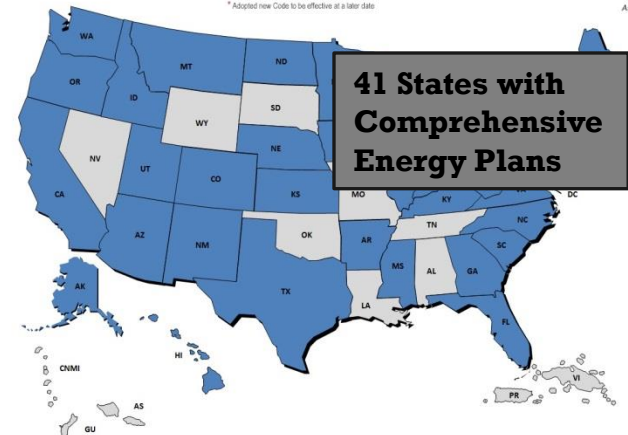 * Adopted new Code to be effective at a later date
A
41 States with
Comprehensive
Energy Plans
WA
MT
ND
OR
ID
SD
WY
NE
NV
UT
CO
CA
KS
MO
KY
DC
AZ
NM
OK
AR
TN
NC
SC
MS
AL
GA
TX
LA
FL
AK
HI
CNMI
AS
GU
PR
VI